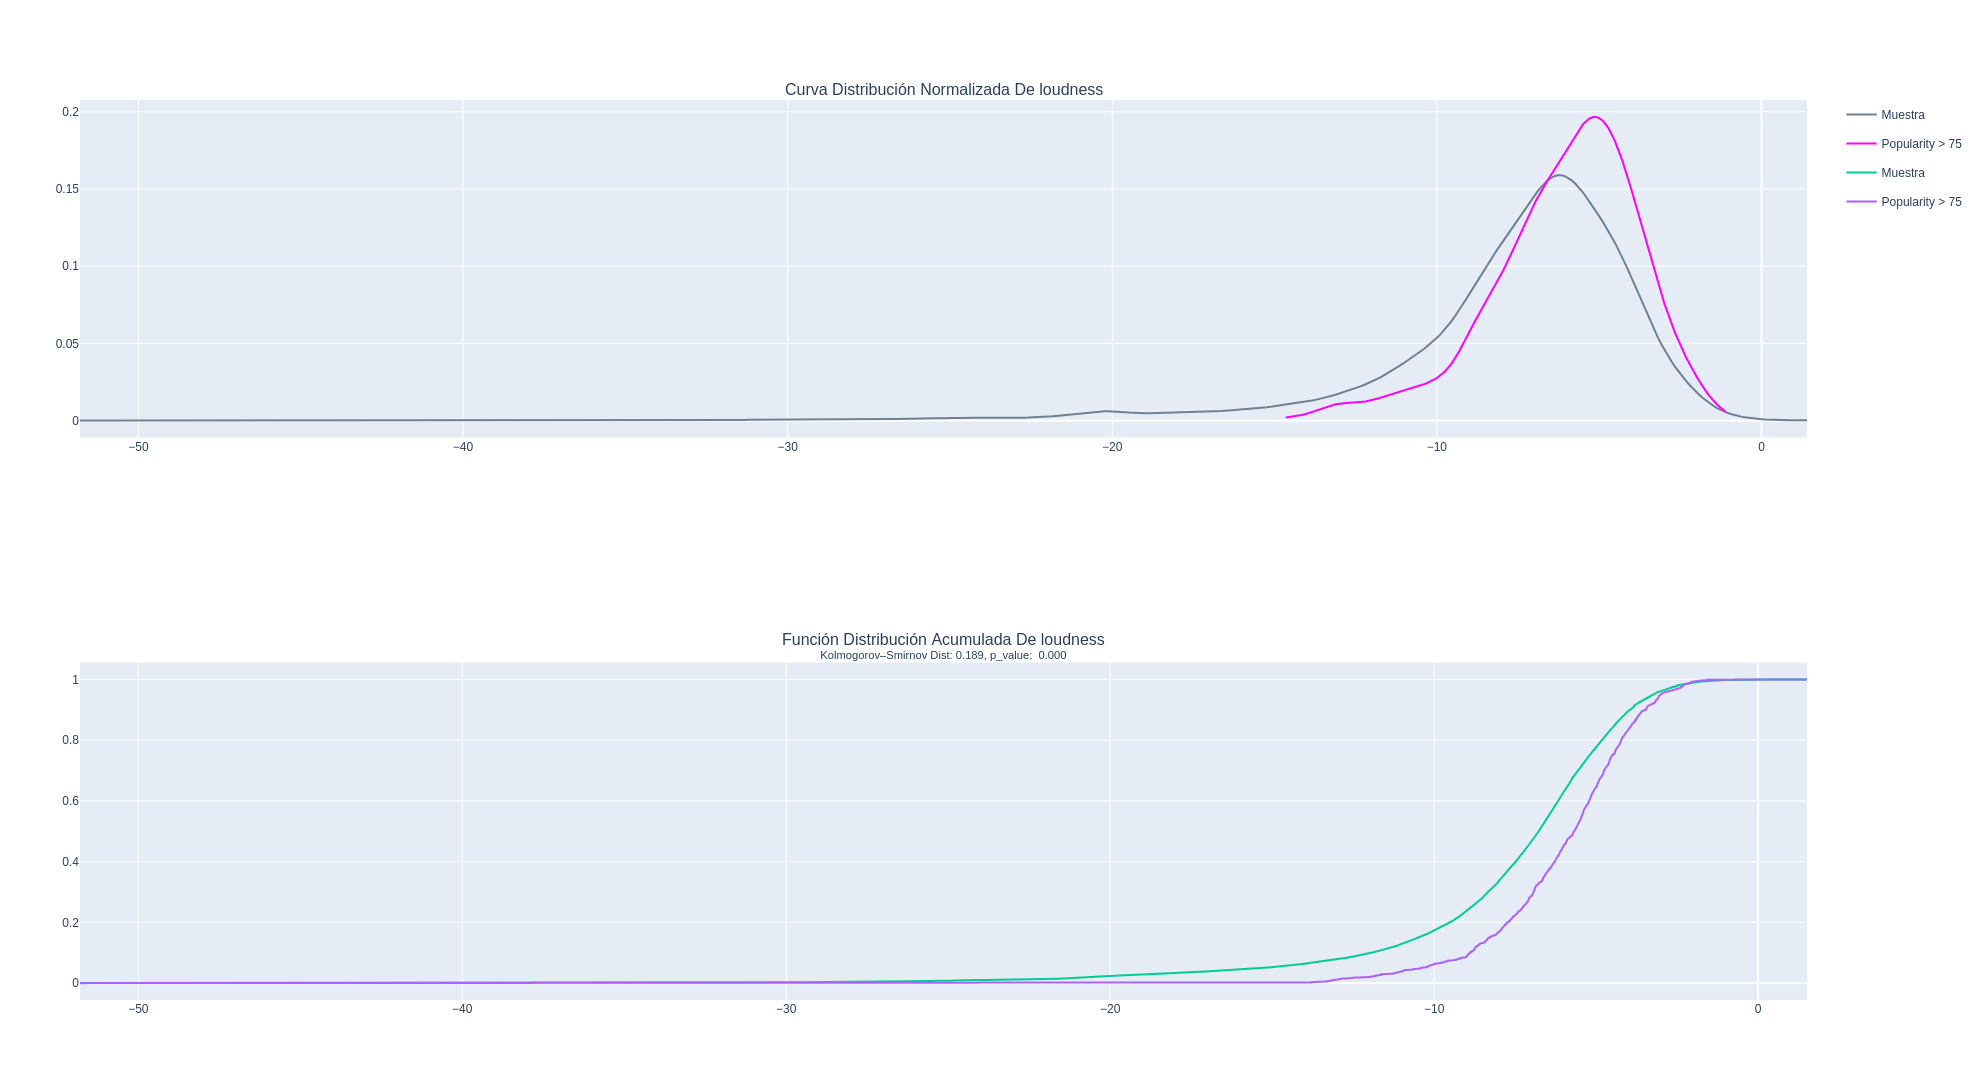 Curva Distribución Normalizada De loudness
0.2
0.15
0.1
0.05
0
−50 −40 −30 −20 −10 0
Muestra
Popularity > 75
Muestra
Popularity > 75
Función Distribución Acumulada De loudness
Kolmogorov–Smirnov Dist: 0.189, p_value: 0.000
1
0.8
0.6
0.4
0.2
0
−50 −40 −30 −20 −10 0